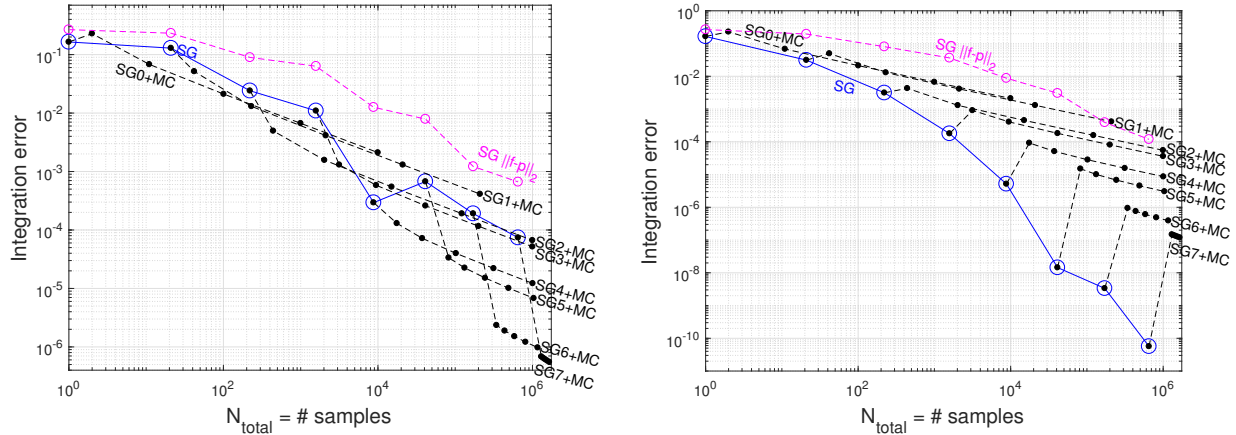 10^-1
10^-2
10^-3
10^-4
10^-5
10^-6
Integration error
10^0
10^2
10^4
10^6
N_total = # samples
SG
SG0+MC
SG ||f-p||_2
SG1+MC
SG2+MC
SG3+MC
SG4+MC
SG5+MC
SG6+MC
SG7+MC
10^0
10^-2
10^-4
10^-6
10^-8
10^-10
Integration error
10^0
10^2
10^4
10^6
N_total = # samples
SG0+MC
SG ||f-p||_2
SG
SG1+MC
SG2+MC
SG3+MC
SG4+MC
SG5+MC
SG6+MC
SG7+MC